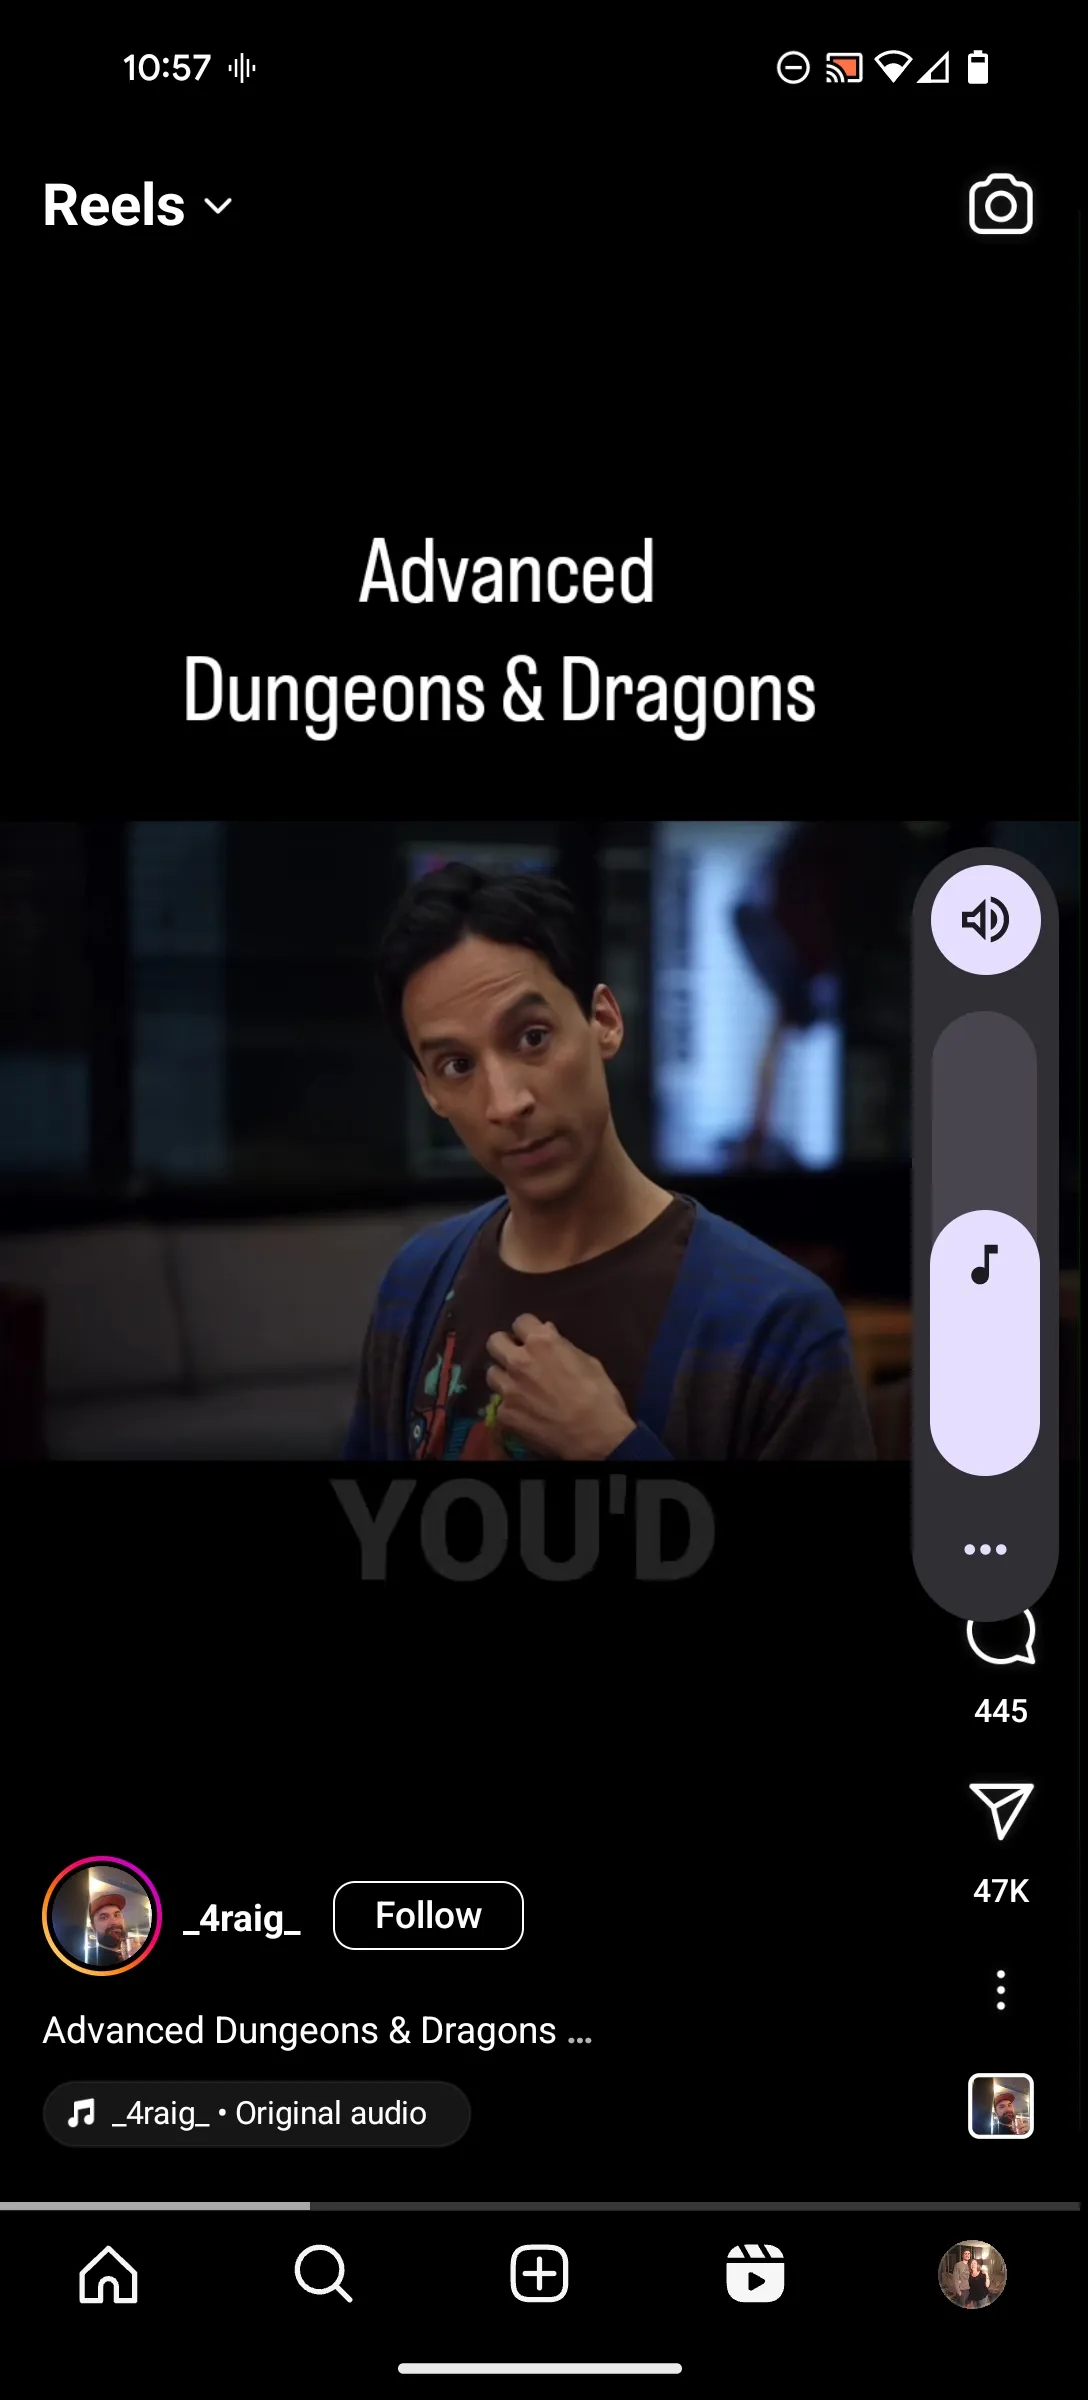 10:57
Reels
Advanced
Dungeons & Dragons
YOU'D
445
47K
_4raig_
Follow
Advanced Dungeons & Dragons ...
_4raig_ • Original audio